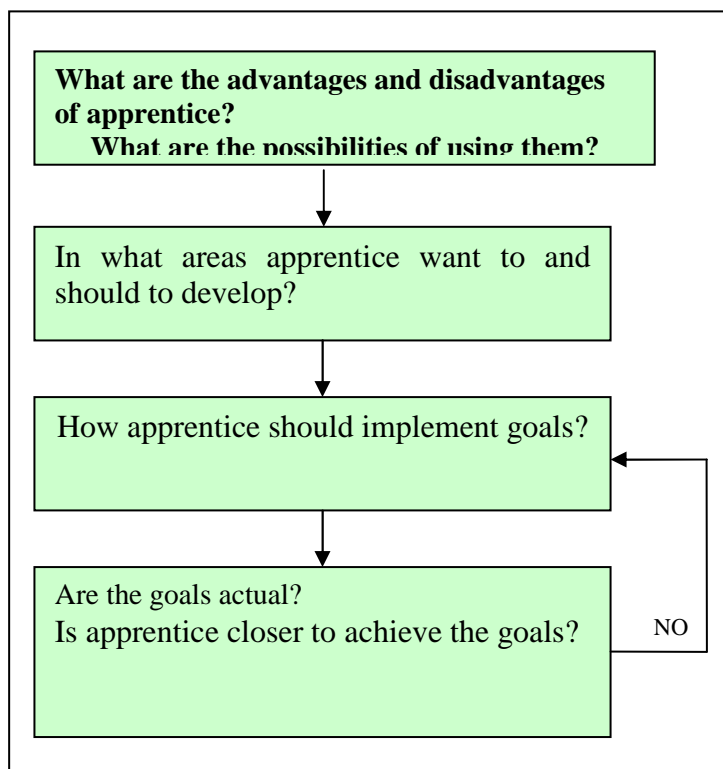 What are the advantages and disadvantages
of apprentice?
What are the possibilities of using them?
In what areas apprentice want to and
should to develop?
How apprentice should implement goals?
Are the goals actual?
Is apprentice closer to achieve the goals?
NO